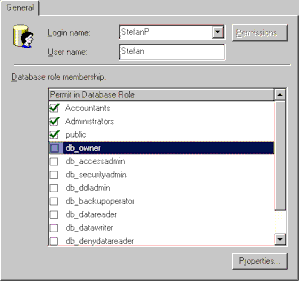 General
Login name:
StefanP
Permissions...
User name:
Stefan
Database role membership:
Permit in Database Role
Accountants
Administrators
public
db_owner
db_accessadmin
db_securityadmin
db_ddladmin
db_backupoperator
db_datareader
db_datawriter
db_denydatareader
Properties...